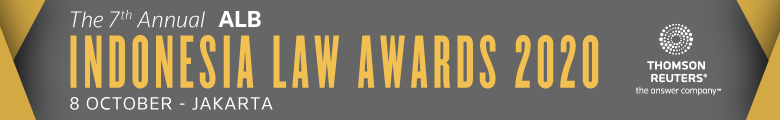 The 7th Annual ALB
INDONESIA LAW AWARDS 2020
8 OCTOBER - JAKARTA
THOMSON
REUTERS®
the answer company™